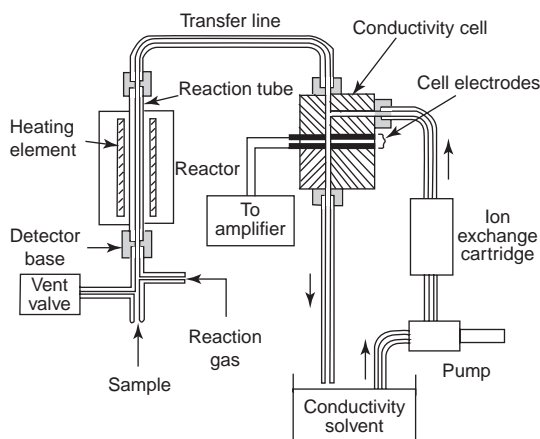 Transfer line
Conductivity cell
Reaction tube
Cell electrodes
Heating
element
Reactor
To
amplifier
Ion
exchange
cartridge
Detector
base
Vent
valve
Reaction
gas
Sample
Pump
Conductivity
solvent